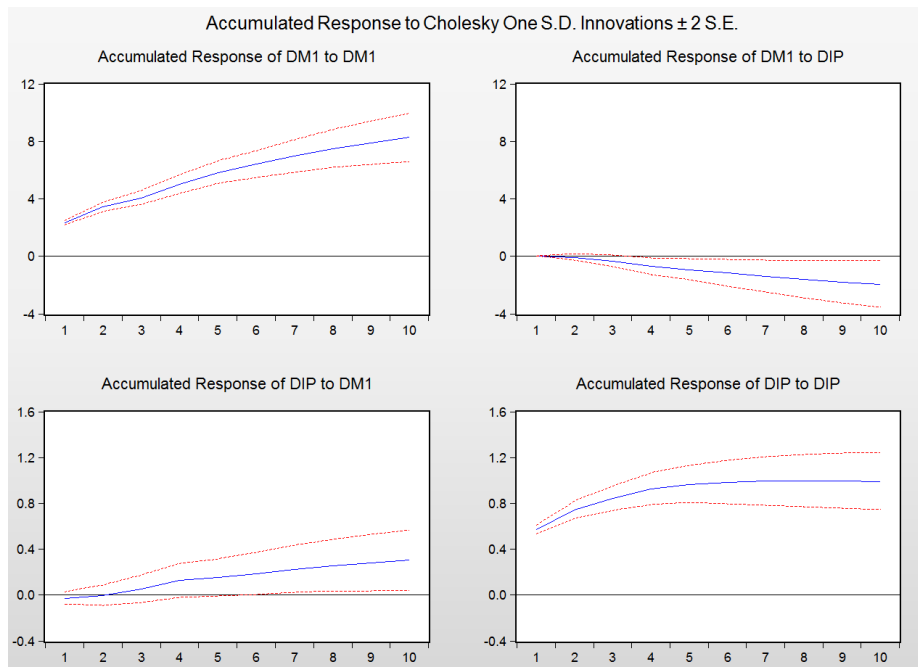 Accumulated Response to Cholesky One S.D. Innovations ± 2 S.E.
Accumulated Response of DM1 to DM1
12
8
4
0
-4
1 2 3 4 5 6 7 8 9 10
Accumulated Response of DM1 to DIP
12
8
4
0
-4
1 2 3 4 5 6 7 8 9 10
Accumulated Response of DIP to DM1
1.6
1.2
0.8
0.4
0.0
-0.4
1 2 3 4 5 6 7 8 9 10
Accumulated Response of DIP to DIP
1.6
1.2
0.8
0.4
0.0
-0.4
1 2 3 4 5 6 7 8 9 10